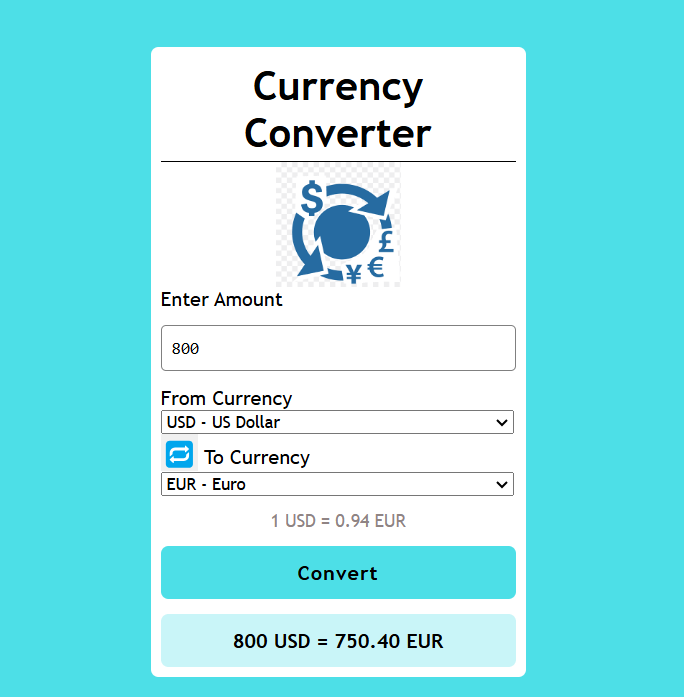 Currency
Converter
$
£
¥ €
Enter Amount
800
From Currency
USD - US Dollar
To Currency
EUR - Euro
1 USD = 0.94 EUR
Convert
800 USD = 750.40 EUR